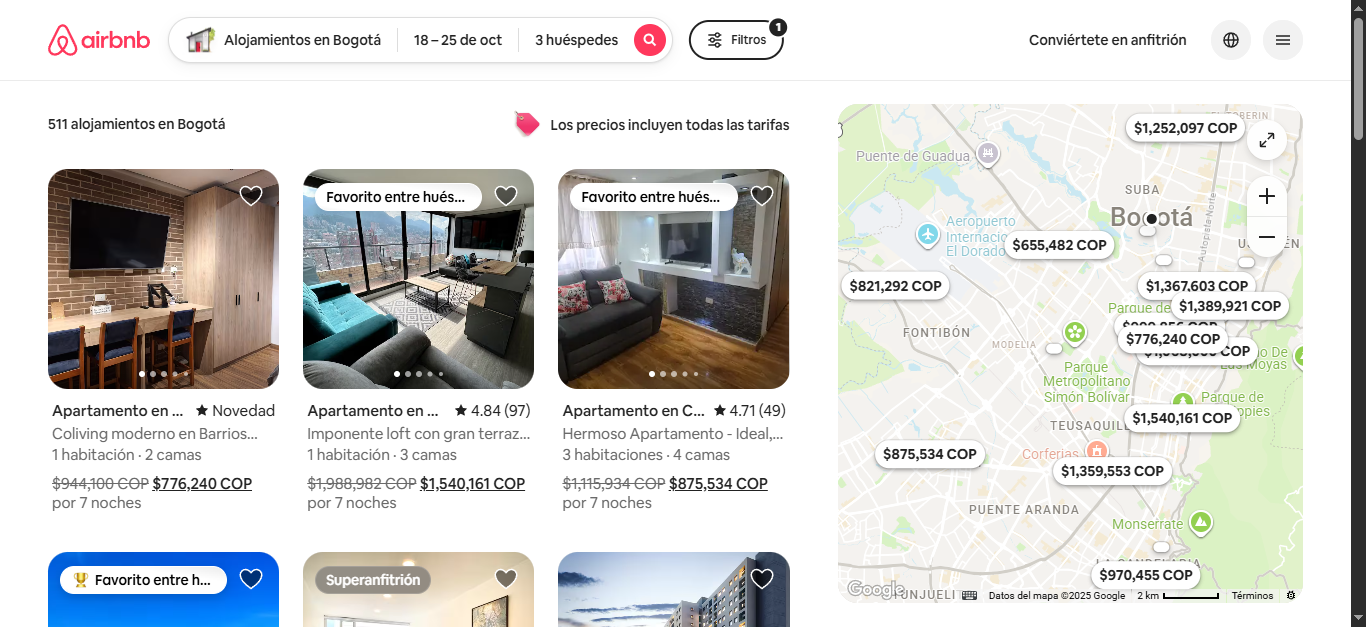 airbnb
Alojamientos en Bogotá
18 – 25 de oct
3 huéspedes
Filtros
1
Conviértete en anfitrión
511 alojamientos en Bogotá
Los precios incluyen todas las tarifas
Apartamento en ...
Novedad
Coliving moderno en Barrios...
1 habitación · 2 camas
$944,100 COP $776,240 COP
por 7 noches
Favorito entre hués...
Apartamento en ...
4.84 (97)
Imponente loft con gran terraz...
1 habitación · 3 camas
$1,988,982 COP $1,540,161 COP
por 7 noches
Favorito entre hués...
Apartamento en C...
4.71 (49)
Hermoso Apartamento - Ideal,...
3 habitaciones · 4 camas
$1,115,934 COP $875,534 COP
por 7 noches
Favorito entre h...
Superanfitrión
$1,252,097 COP
Puente de Guadua
SUBA
Bogotá
Autopista Norte
Aeropuerto
Internacio
El Dorado
$655,482 COP
$821,292 COP
$1,367,603 COP
Parque de
$1,389,921 COP
$776,240 COP
COP
FONTIBÓN
MODELIA
Parque
Metropolitano
Simón Bolívar
Parque de
$1,540,161 COP
TEUSAQUIL
Corferias
$875,534 COP
$1,359,553 COP
PUENTE ARANDA
Monserrate
$970,455 COP
Google
Datos del mapa ©2025 Google
2 km
Términos